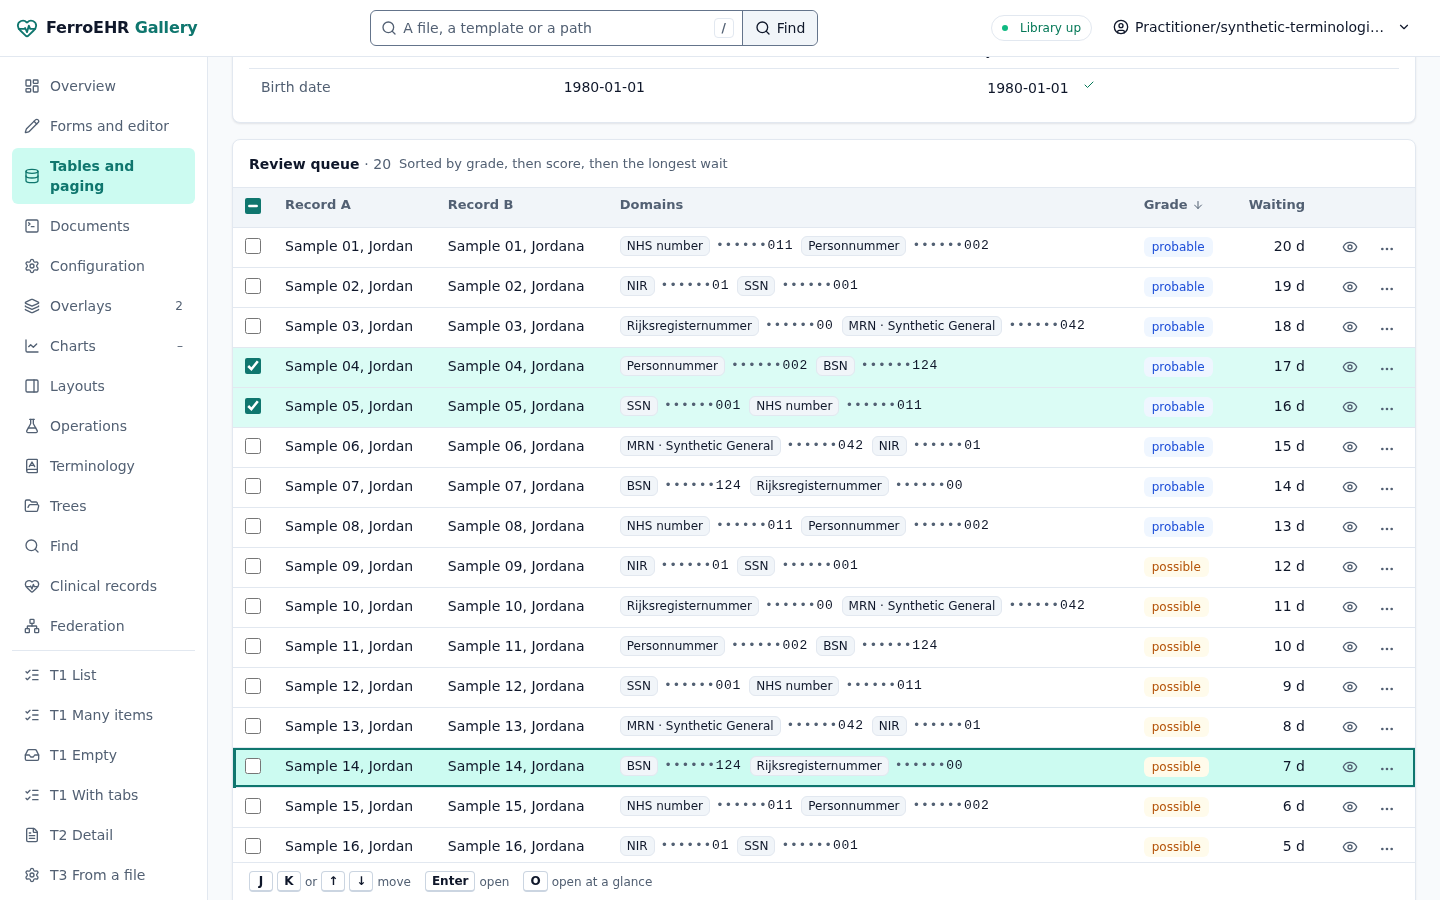 FerroEHR Gallery
A file, a template or a path
/
Find
Library up
Practitioner/synthetic-terminologi...
Overview
Forms and editor
Tables and paging
Documents
Configuration
Overlays 2
Charts –
Layouts
Operations
Terminology
Trees
Find
Clinical records
Federation
T1 List
T1 Many items
T1 Empty
T1 With tabs
T2 Detail
T3 From a file
Birth date 1980-01-01 1980-01-01
Review queue · 20 Sorted by grade, then score, then the longest wait
Record A Record B Domains Grade ↓ Waiting
Sample 01, Jordan Sample 01, Jordana NHS number ••••••011 Personnummer ••••••002 probable 20 d
Sample 02, Jordan Sample 02, Jordana NIR ••••••01 SSN ••••••001 probable 19 d
Sample 03, Jordan Sample 03, Jordana Rijksregisternummer ••••••00 MRN · Synthetic General ••••••042 probable 18 d
Sample 04, Jordan Sample 04, Jordana Personnummer ••••••002 BSN ••••••124 probable 17 d
Sample 05, Jordan Sample 05, Jordana SSN ••••••001 NHS number ••••••011 probable 16 d
Sample 06, Jordan Sample 06, Jordana MRN · Synthetic General ••••••042 NIR ••••••01 probable 15 d
Sample 07, Jordan Sample 07, Jordana BSN ••••••124 Rijksregisternummer ••••••00 probable 14 d
Sample 08, Jordan Sample 08, Jordana NHS number ••••••011 Personnummer ••••••002 probable 13 d
Sample 09, Jordan Sample 09, Jordana NIR ••••••01 SSN ••••••001 possible 12 d
Sample 10, Jordan Sample 10, Jordana Rijksregisternummer ••••••00 MRN · Synthetic General ••••••042 possible 11 d
Sample 11, Jordan Sample 11, Jordana Personnummer ••••••002 BSN ••••••124 possible 10 d
Sample 12, Jordan Sample 12, Jordana SSN ••••••001 NHS number ••••••011 possible 9 d
Sample 13, Jordan Sample 13, Jordana MRN · Synthetic General ••••••042 NIR ••••••01 possible 8 d
Sample 14, Jordan Sample 14, Jordana BSN ••••••124 Rijksregisternummer ••••••00 possible 7 d
Sample 15, Jordan Sample 15, Jordana NHS number ••••••011 Personnummer ••••••002 possible 6 d
Sample 16, Jordan Sample 16, Jordana NIR ••••••01 SSN ••••••001 possible 5 d
J K or ↑ ↓ move Enter open O open at a glance